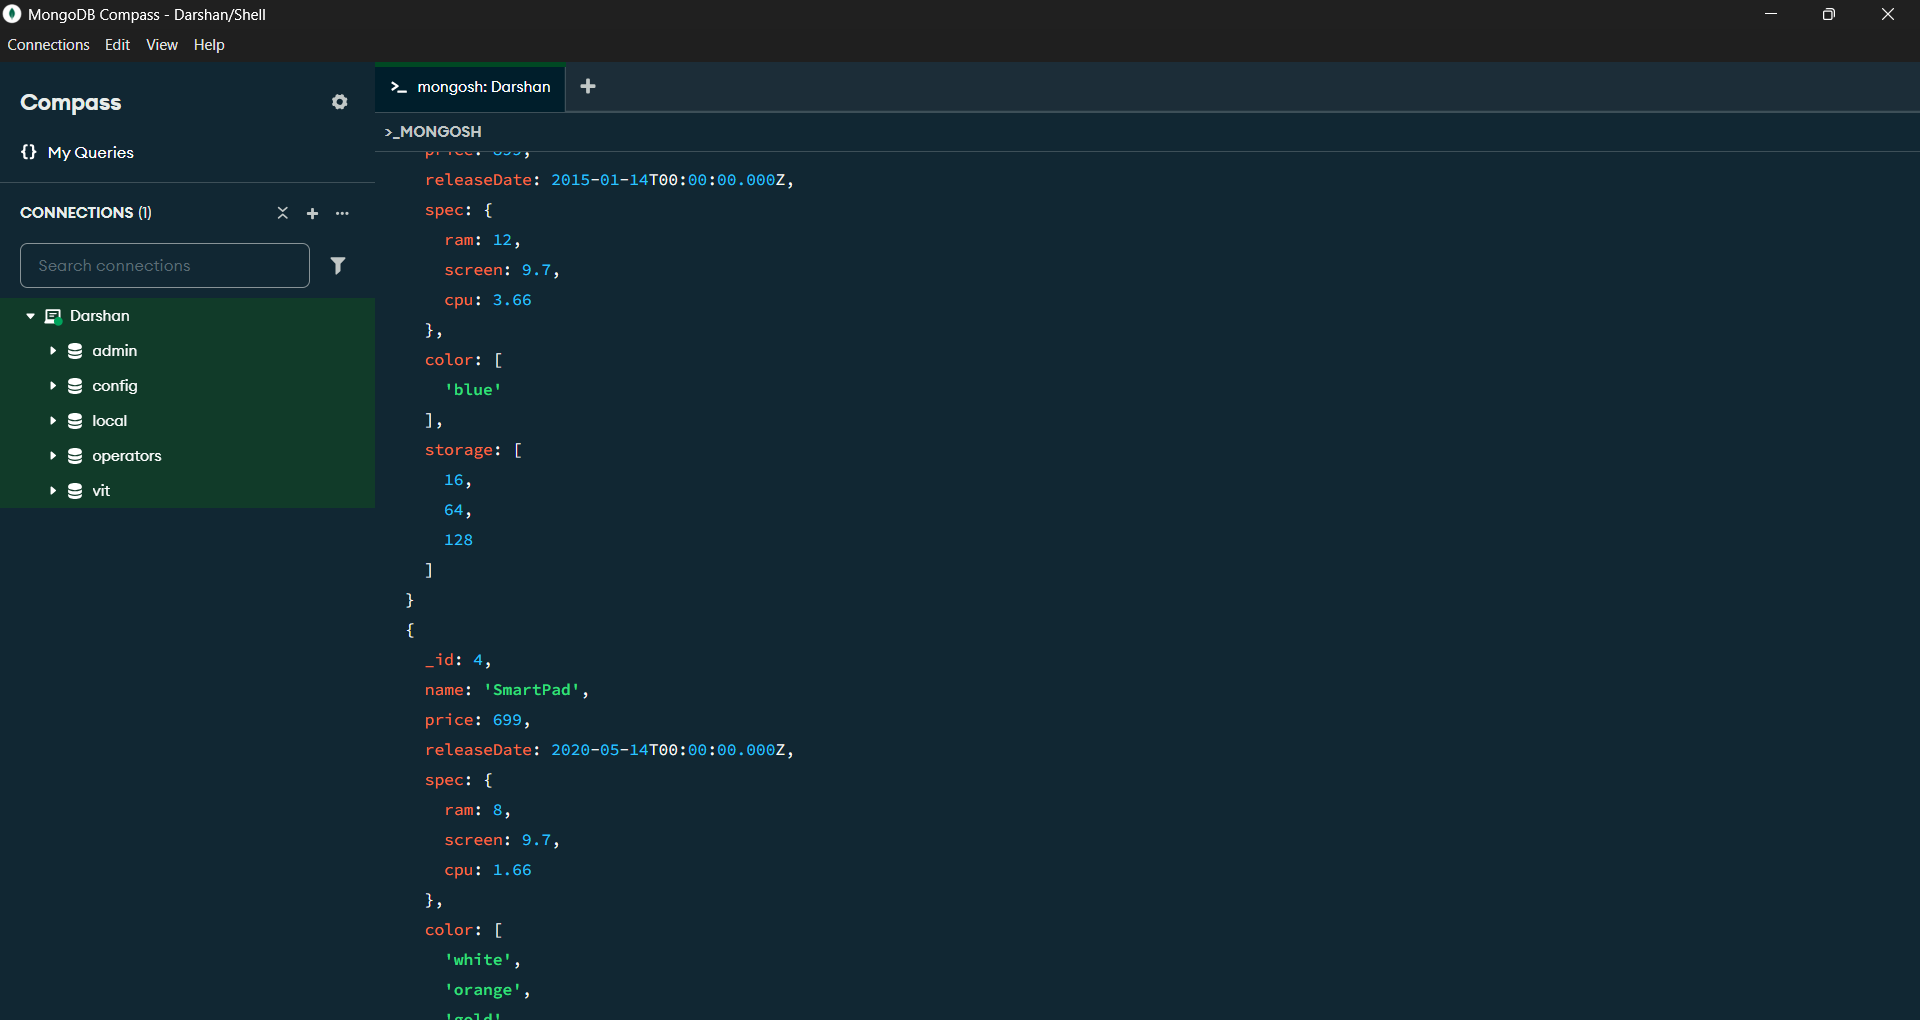 MongoDB Compass - Darshan/Shell
Connections Edit View Help
Compass
{} My Queries
CONNECTIONS (1)
Search connections
Darshan
admin
config
local
operators
vit
>_ mongosh: Darshan +
>_MONGOSH
releaseDate: 2015-01-14T00:00:00.000Z,
spec: {
ram: 12,
screen: 9.7,
cpu: 3.66
},
color: [
'blue'
],
storage: [
16,
64,
128
]
}
{
_id: 4,
name: 'SmartPad',
price: 699,
releaseDate: 2020-05-14T00:00:00.000Z,
spec: {
ram: 8,
screen: 9.7,
cpu: 1.66
},
color: [
'white',
'orange',